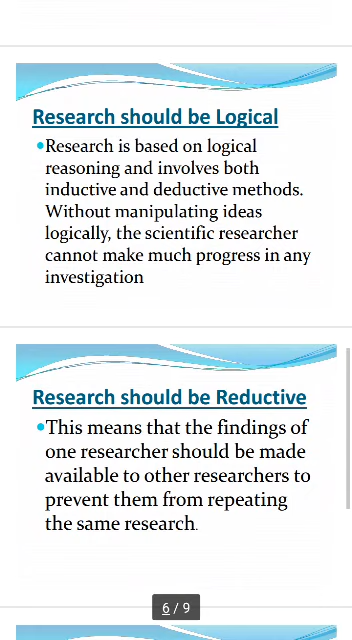 Research should be Logical
•Research is based on logical
reasoning and involves both
inductive and deductive methods.
Without manipulating ideas
logically, the scientific researcher
cannot make much progress in any
investigation
Research should be Reductive
•This means that the findings of
one researcher should be made
available to other researchers to
prevent them from repeating
the same research.
6 / 9